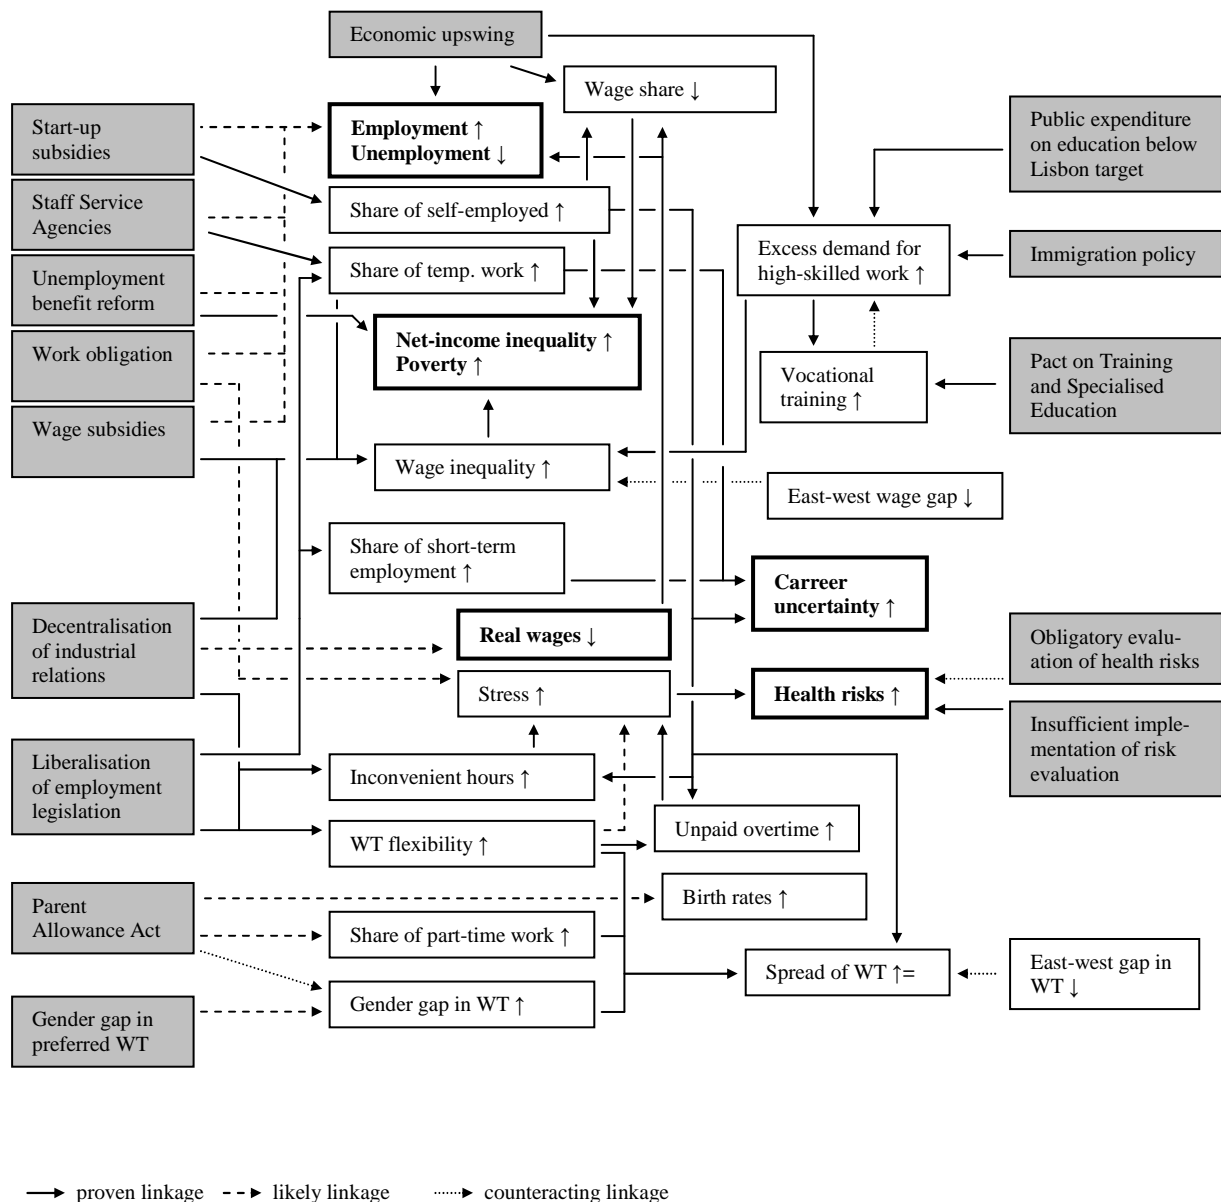 Economic upswing
Wage share ↓
Start-up
subsidies
Employment ↑
Unemployment ↓
Public expenditure
on education below
Lisbon target
Staff Service
Agencies
Share of self-employed ↑
Unemployment
benefit reform
Share of temp. work ↑
Excess demand for
high-skilled work ↑
Immigration policy
Work obligation
Net-income inequality ↑
Poverty ↑
Vocational
training ↑
Pact on Training
and Specialised
Education
Wage subsidies
Wage inequality ↑
East-west wage gap ↓
Share of short-term
employment ↑
Carreer
uncertainty ↑
Decentralisation
of industrial
relations
Real wages ↓
Obligatory evalu-
ation of health risks
Stress ↑
Health risks ↑
Insufficient imple-
mentation of risk
evaluation
Liberalisation
of employment
legislation
Inconvenient hours ↑
WT flexibility ↑
Unpaid overtime ↑
Parent
Allowance Act
Birth rates ↑
Share of part-time work ↑
Spread of WT ↑=
East-west gap in
WT ↓
Gender gap in WT ↑
Gender gap in
preferred WT
proven linkage
likely linkage
counteracting linkage